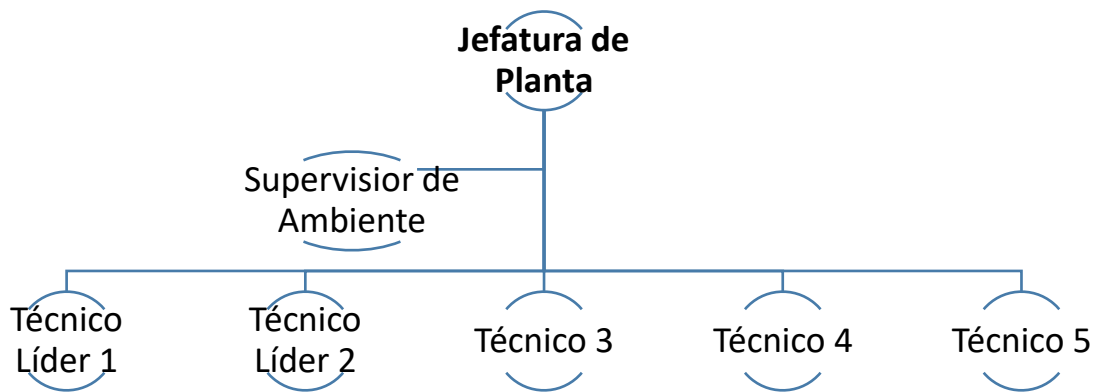 Jefatura de
Planta
Supervisior de
Ambiente
Técnico
Líder 1
Técnico
Líder 2
Técnico 3
Técnico 4
Técnico 5